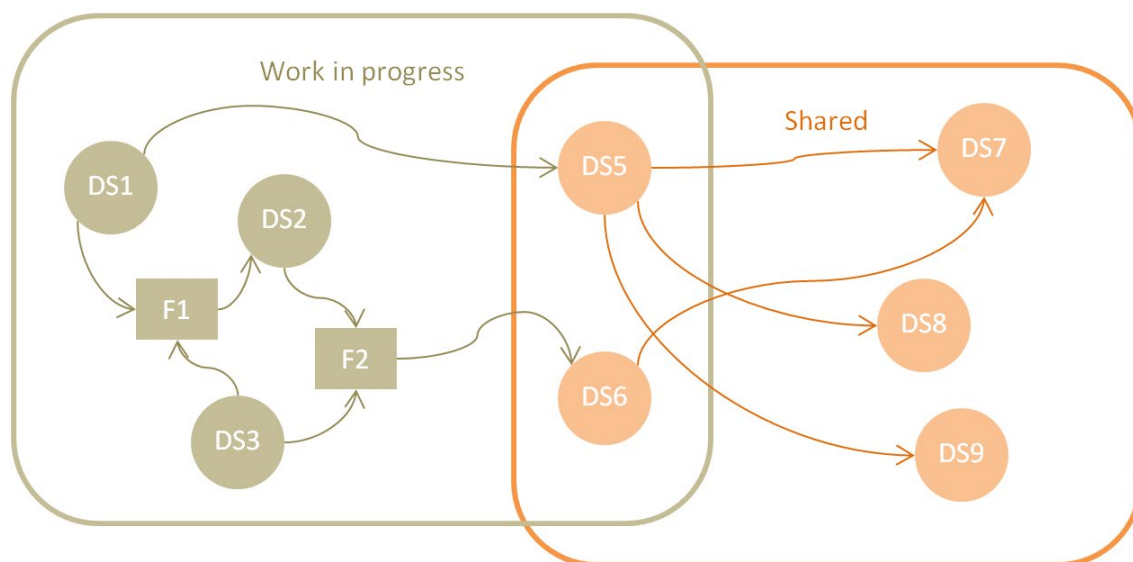 Work in progress
Shared
DS1
DS2
DS5
DS7
F1
F2
DS8
DS3
DS6
DS9